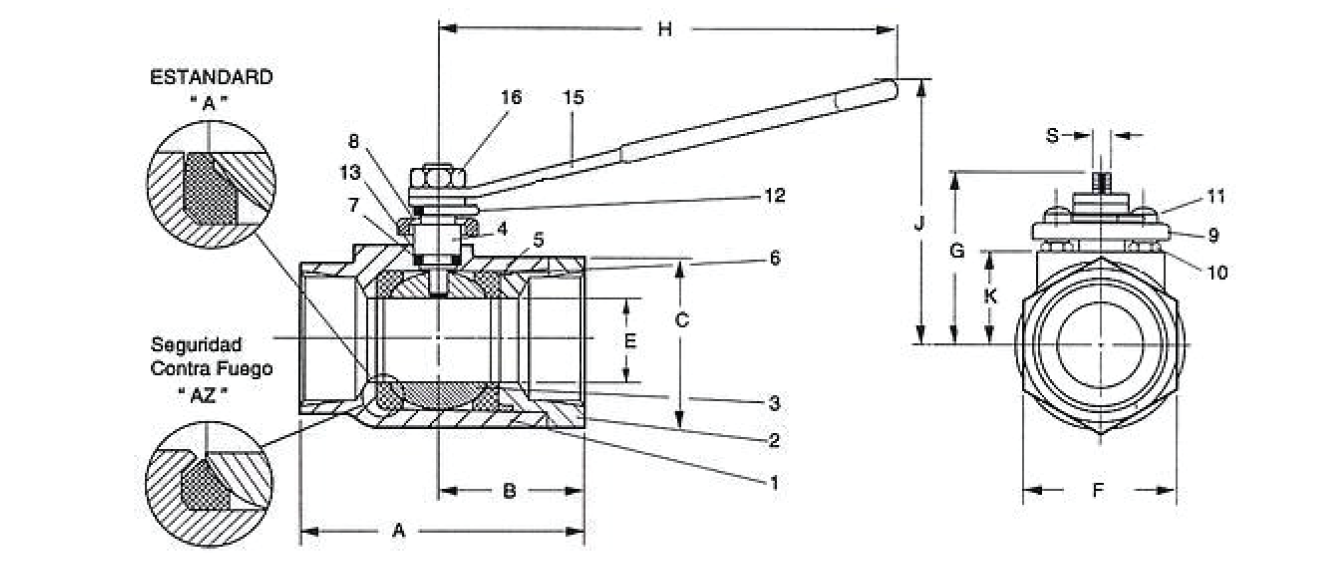 H
ESTANDARD
" A "
16
15
8
13
7
12
4
5
6
J
S
11
9
10
G
K
E
C
Seguridad
Contra Fuego
" AZ "
3
2
1
B
A
F